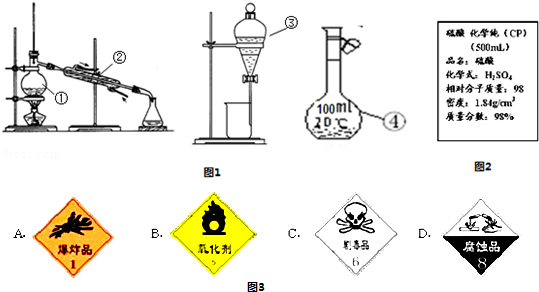 ①
②
③
100ml
20℃
④
图1
硫酸 化学纯 (CP)
(500mL)
品名: 硫酸
化学式: H₂SO₄
相对分子质量: 98
密度: 1.84g/cm³
质量分数: 98%
图2
A.
爆炸品
1
B.
氧化剂
5
C.
剧毒品
6
D.
腐蚀品
8
图3